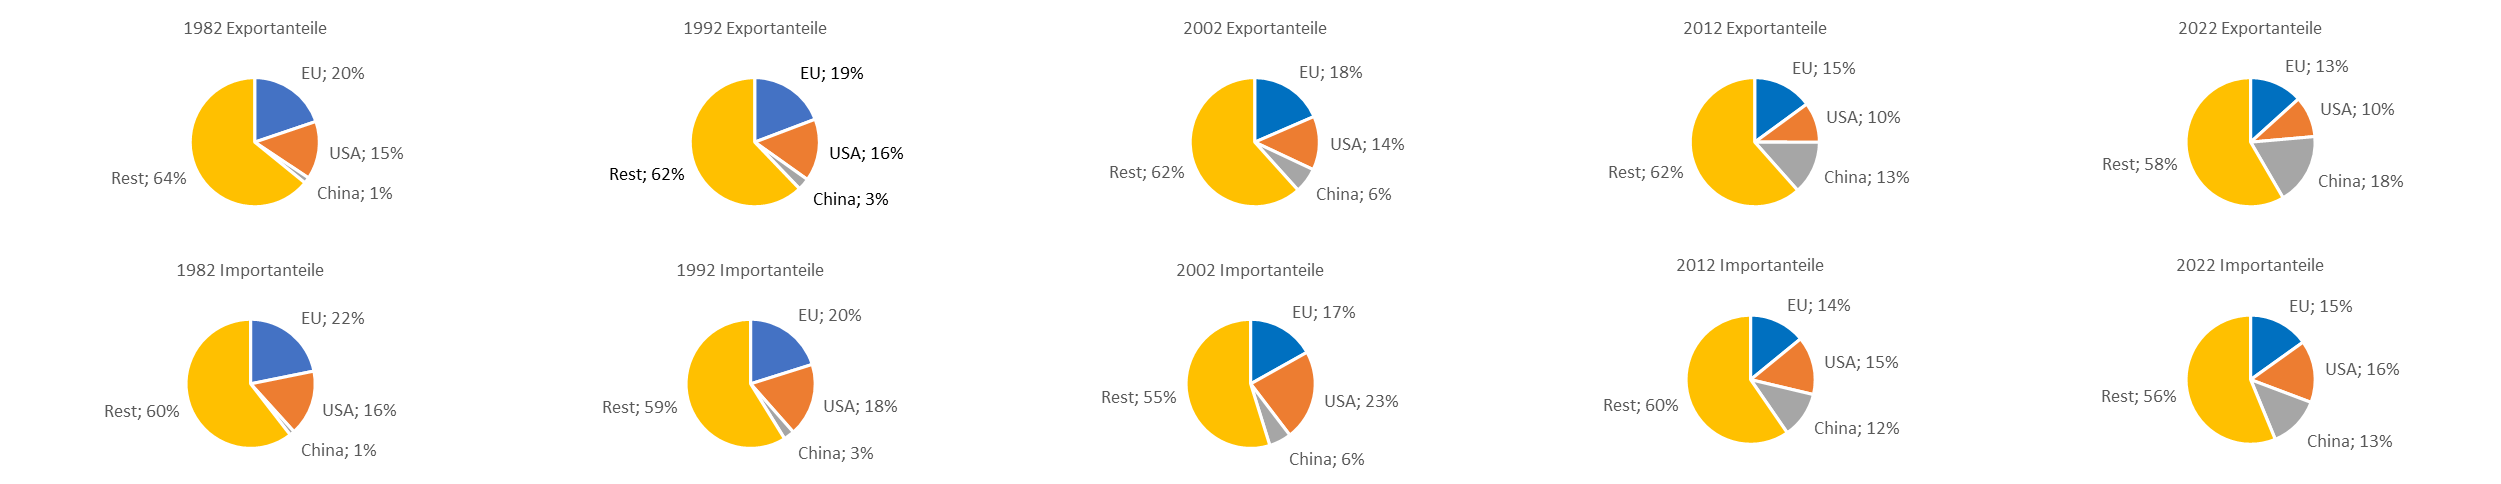 1982 Exportanteile
EU; 20%
USA; 15%
China; 1%
Rest; 64%
1992 Exportanteile
EU; 19%
USA; 16%
China; 3%
Rest; 62%
2002 Exportanteile
EU; 18%
USA; 14%
China; 6%
Rest; 62%
2012 Exportanteile
EU; 15%
USA; 10%
China; 13%
Rest; 62%
2022 Exportanteile
EU; 13%
USA; 10%
China; 18%
Rest; 58%
1982 Importanteile
EU; 22%
USA; 16%
China; 1%
Rest; 60%
1992 Importanteile
EU; 20%
USA; 18%
China; 3%
Rest; 59%
2002 Importanteile
EU; 17%
USA; 23%
China; 6%
Rest; 55%
2012 Importanteile
EU; 14%
USA; 15%
China; 12%
Rest; 60%
2022 Importanteile
EU; 15%
USA; 16%
China; 13%
Rest; 56%